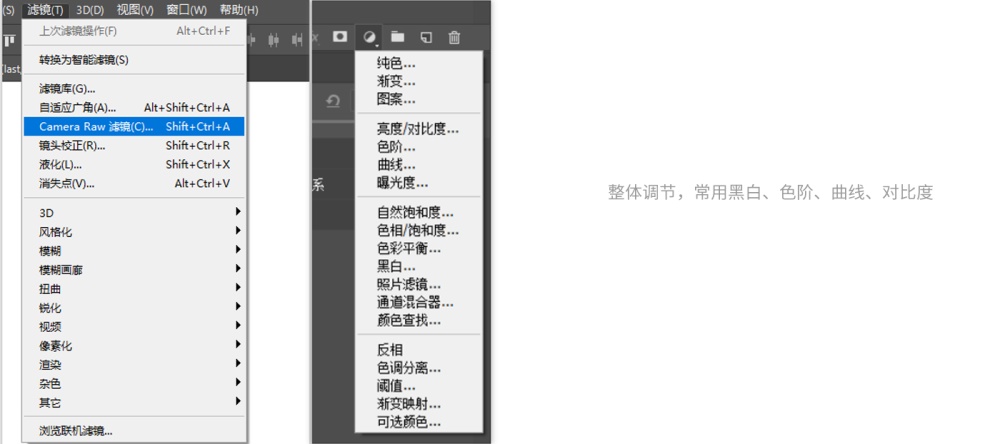 (S) 滤镜(T) 3D(D) 视图(V) 窗口(W) 帮助(H)
上次滤镜操作(F) Alt+Ctrl+F
转换为智能滤镜(S)
[last,
滤镜库(G)...
自适应广角(A)... Alt+Shift+Ctrl+A
Camera Raw 滤镜(C)... Shift+Ctrl+A
镜头校正(R)... Shift+Ctrl+R
液化(L)... Shift+Ctrl+X
消失点(V)... Alt+Ctrl+V
3D
风格化
模糊
模糊画廊
扭曲
锐化
视频
像素化
渲染
杂色
其它
浏览联机滤镜...
纯色...
渐变...
图案...
亮度/对比度...
色阶...
曲线...
曝光度...
系
自然饱和度...
色相/饱和度...
色彩平衡...
黑白...
照片滤镜...
通道混合器...
颜色查找...
反相
色调分离...
阈值...
渐变映射...
可选颜色...
整体调节，常用黑白、色阶、曲线、对比度